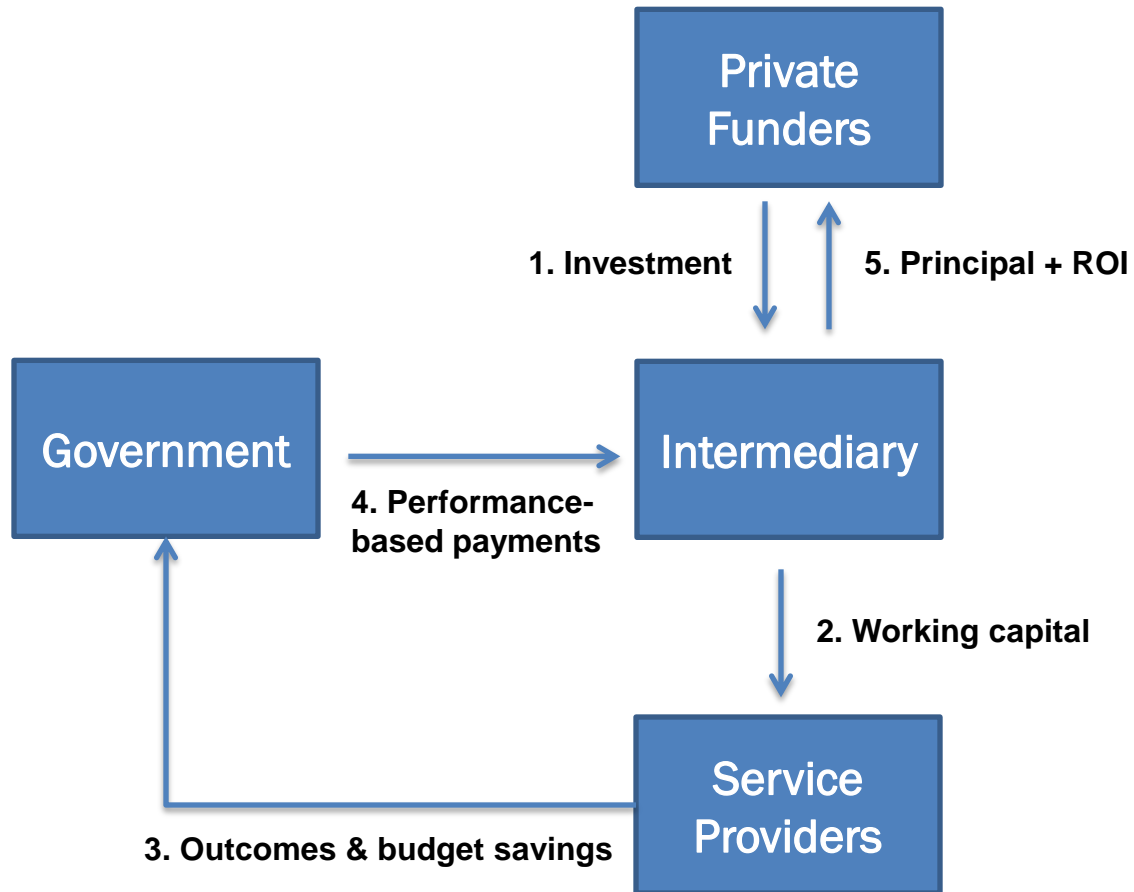 Private
Funders
1. Investment
5. Principal + ROI
Government
Intermediary
4. Performance-
based payments
2. Working capital
Service
Providers
3. Outcomes & budget savings